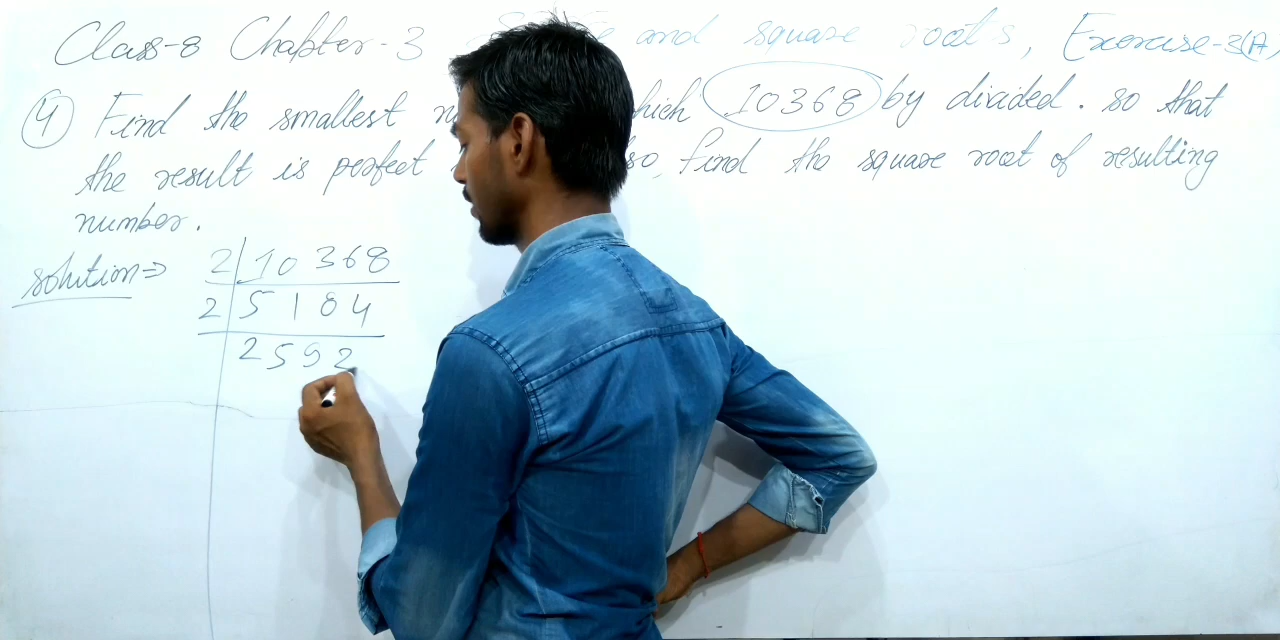 Class-8 Chapter-3 and square roots, Exercise-3(A)
4 Find the smallest 10368 by divided. so that
the result is perfect so, find the square root of resulting
number.
solution⇒ 2 10368
2 5184
2592